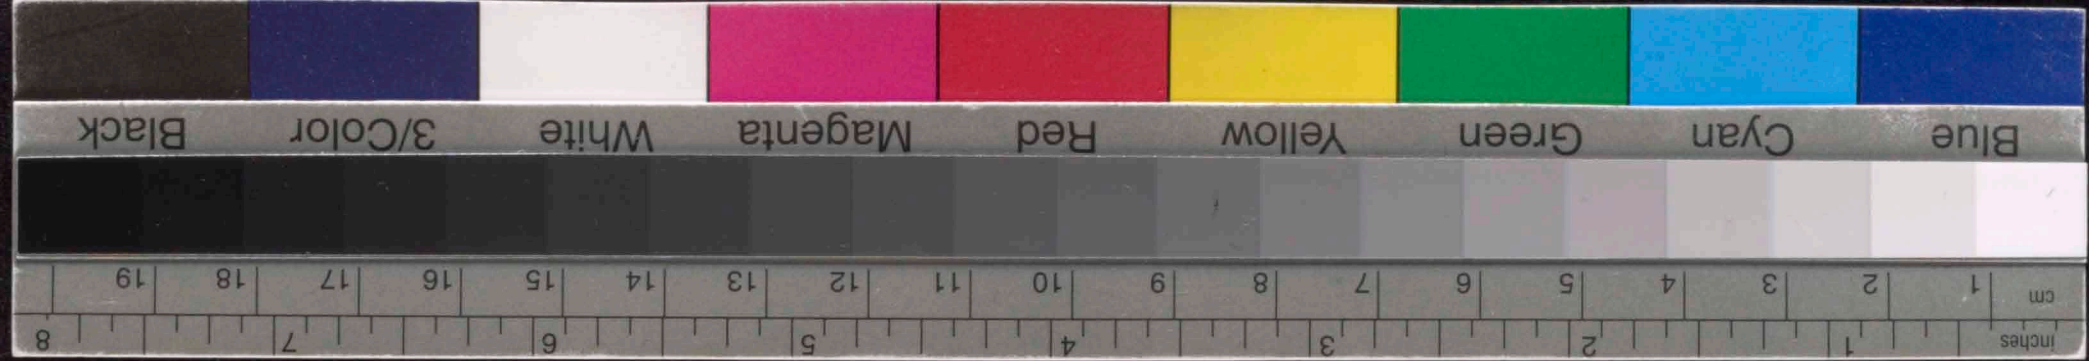 inches 1 2 3 4 5 6 7 8
cm 1 2 3 4 5 6 7 8 9 10 11 12 13 14 15 16 17 18 19
Blue Cyan Green Yellow Red Magenta White 3/Color Black